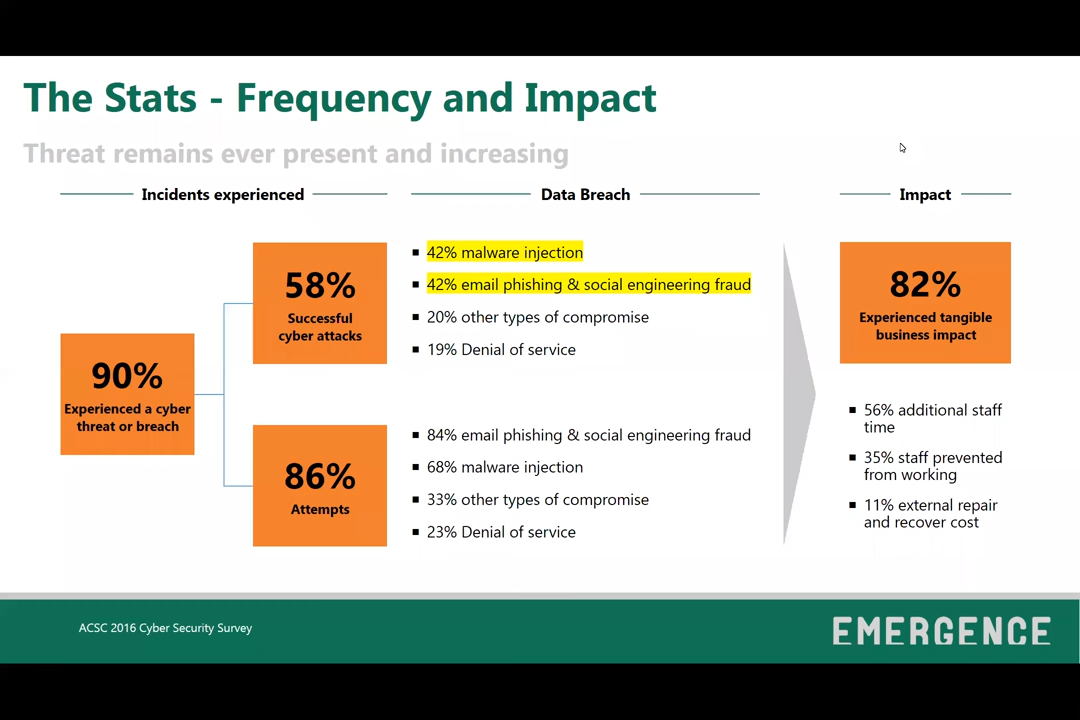 The Stats - Frequency and Impact
Threat remains ever present and increasing
Incidents experienced
Data Breach
Impact
90%
Experienced a cyber
threat or breach
58%
Successful
cyber attacks
42% malware injection
42% email phishing & social engineering fraud
20% other types of compromise
19% Denial of service
86%
Attempts
84% email phishing & social engineering fraud
68% malware injection
33% other types of compromise
23% Denial of service
82%
Experienced tangible
business impact
56% additional staff
time
35% staff prevented
from working
11% external repair
and recover cost
ACSC 2016 Cyber Security Survey
EMERGENCE